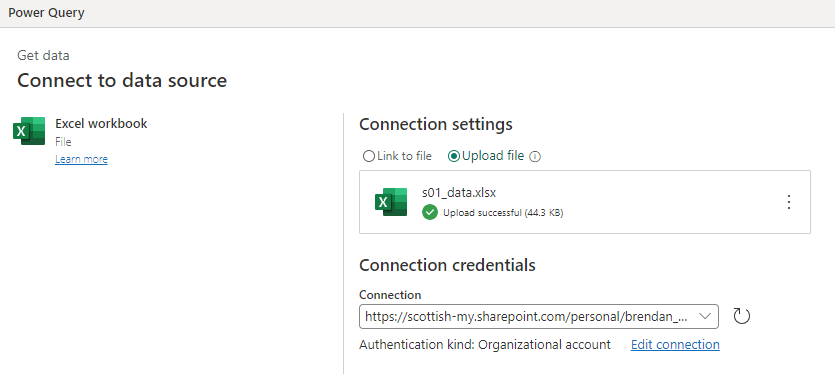 Power Query
Get data
Connect to data source
Excel workbook
File
Learn more
Connection settings
Link to file
Upload file
s01_data.xlsx
Upload successful (44.3 KB)
Connection credentials
Connection
https://scottish-my.sharepoint.com/personal/brendan_...
Authentication kind: Organizational account
Edit connection